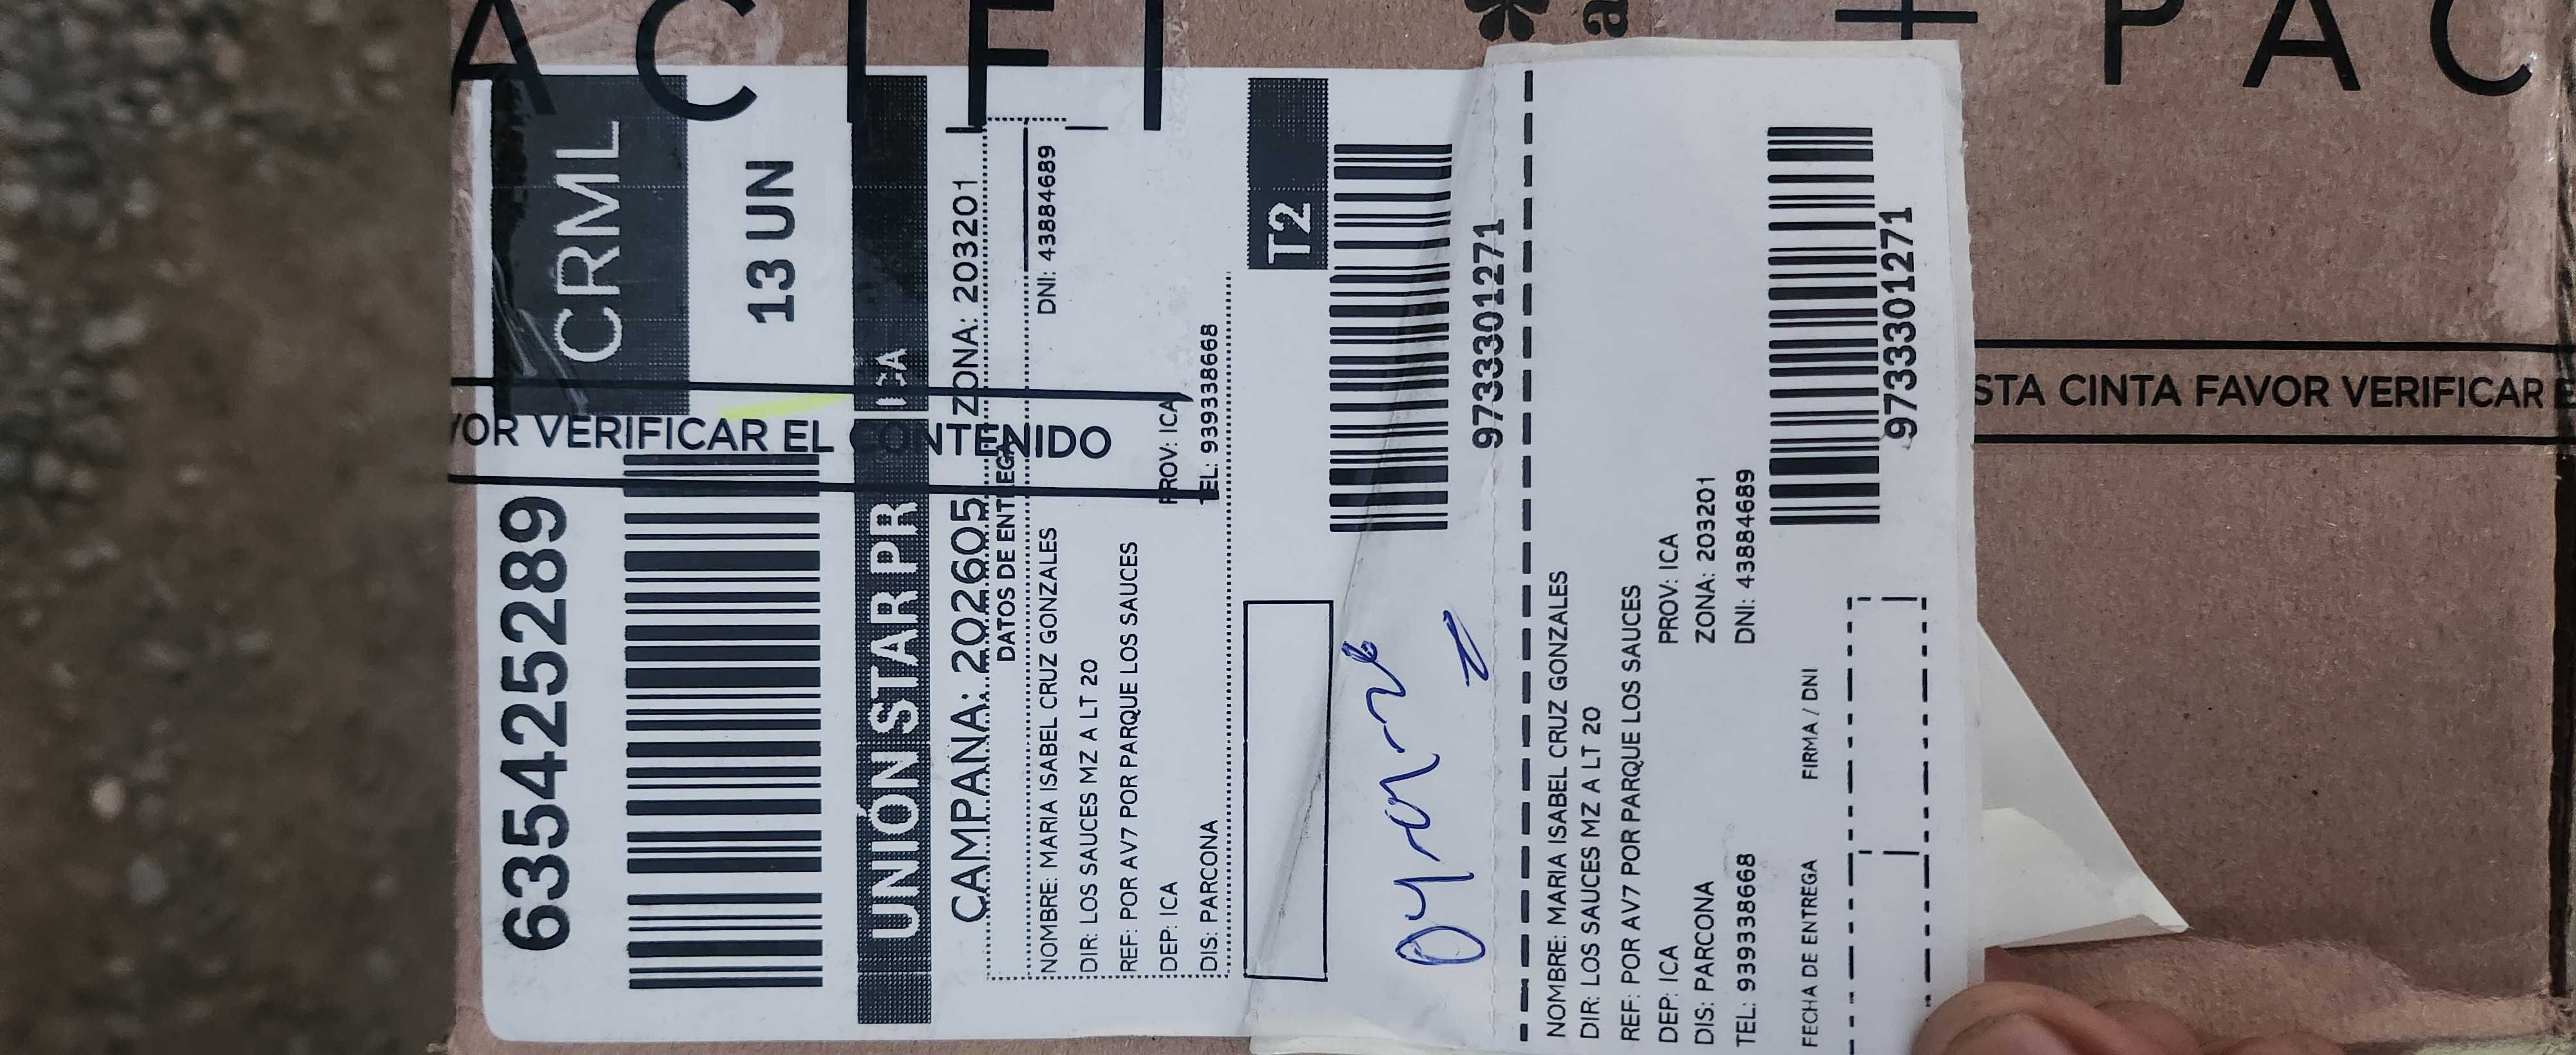 635425289
CRML
13 UN
UNIÓN STAR PR
CAMPAÑA: 202605 ZONA: 203201
DATOS DE ENTREGA
NOMBRE: MARIA ISABEL CRUZ GONZALES DNI: 43884689
DIR: LOS SAUCES MZ A LT 20
REF: POR AV7 POR PARQUE LOS SAUCES
DEP: ICA PROV: ICA
DIS: PARCONA TEL: 939338668
T2
9733301271
NOMBRE: MARIA ISABEL CRUZ GONZALES
DIR: LOS SAUCES MZ A LT 20
REF: POR AV7 POR PARQUE LOS SAUCES
DEP: ICA PROV: ICA
DIS: PARCONA ZONA: 203201
TEL: 939338668 DNI: 43884689
FECHA DE ENTREGA FIRMA / DNI
9733301271
VERIFICAR EL CONTENIDO
ACIFI
+ PAC
CINTA FAVOR VERIFICAR